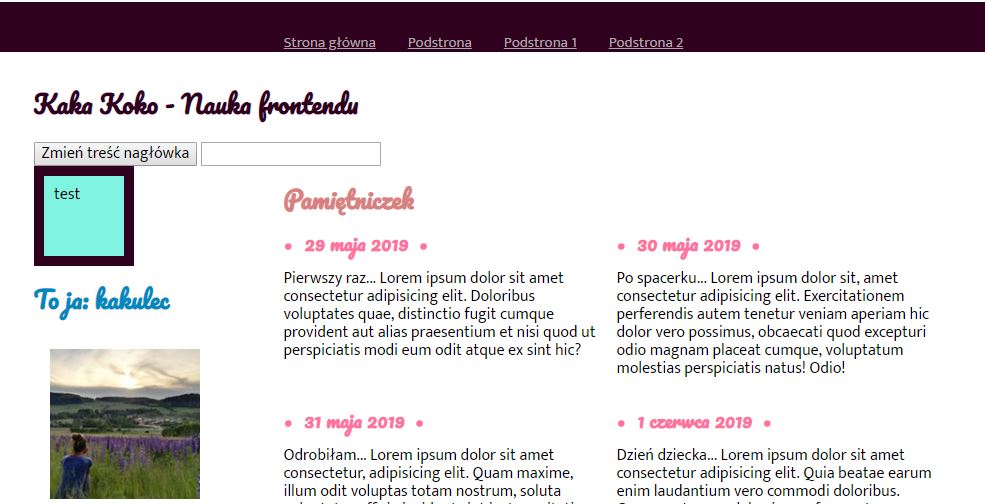 Strona główna Podstrona Podstrona 1 Podstrona 2
Kaka Koko - Nauka frontendu
Zmień treść nagłówka
test
To ja: kakulec
Pamiętniczek
• 29 maja 2019 •
Pierwszy raz... Lorem ipsum dolor sit amet
consectetur adipisicing elit. Doloribus
voluptates quae, distinctio fugit cumque
provident aut alias praesentium et nisi quod ut
perspiciatis modi eum odit atque ex sint hic?
• 30 maja 2019 •
Po spacerku... Lorem ipsum dolor sit, amet
consectetur adipisicing elit. Exercitationem
perferendis autem tenetur veniam aperiam hic
dolor vero possimus, obcaecati quod excepturi
odio magnam placeat cumque, voluptatum
molestias perspiciatis natus! Odio!
• 31 maja 2019 •
Odrobiłam... Lorem ipsum dolor sit amet
consectetur, adipisicing elit. Quam maxime,
illum odit voluptas totam nostrum, soluta
• 1 czerwca 2019 •
Dzień dziecka... Lorem ipsum dolor sit amet
consectetur adipisicing elit. Quia beatae earum
enim laudantium vero commodi doloribus.